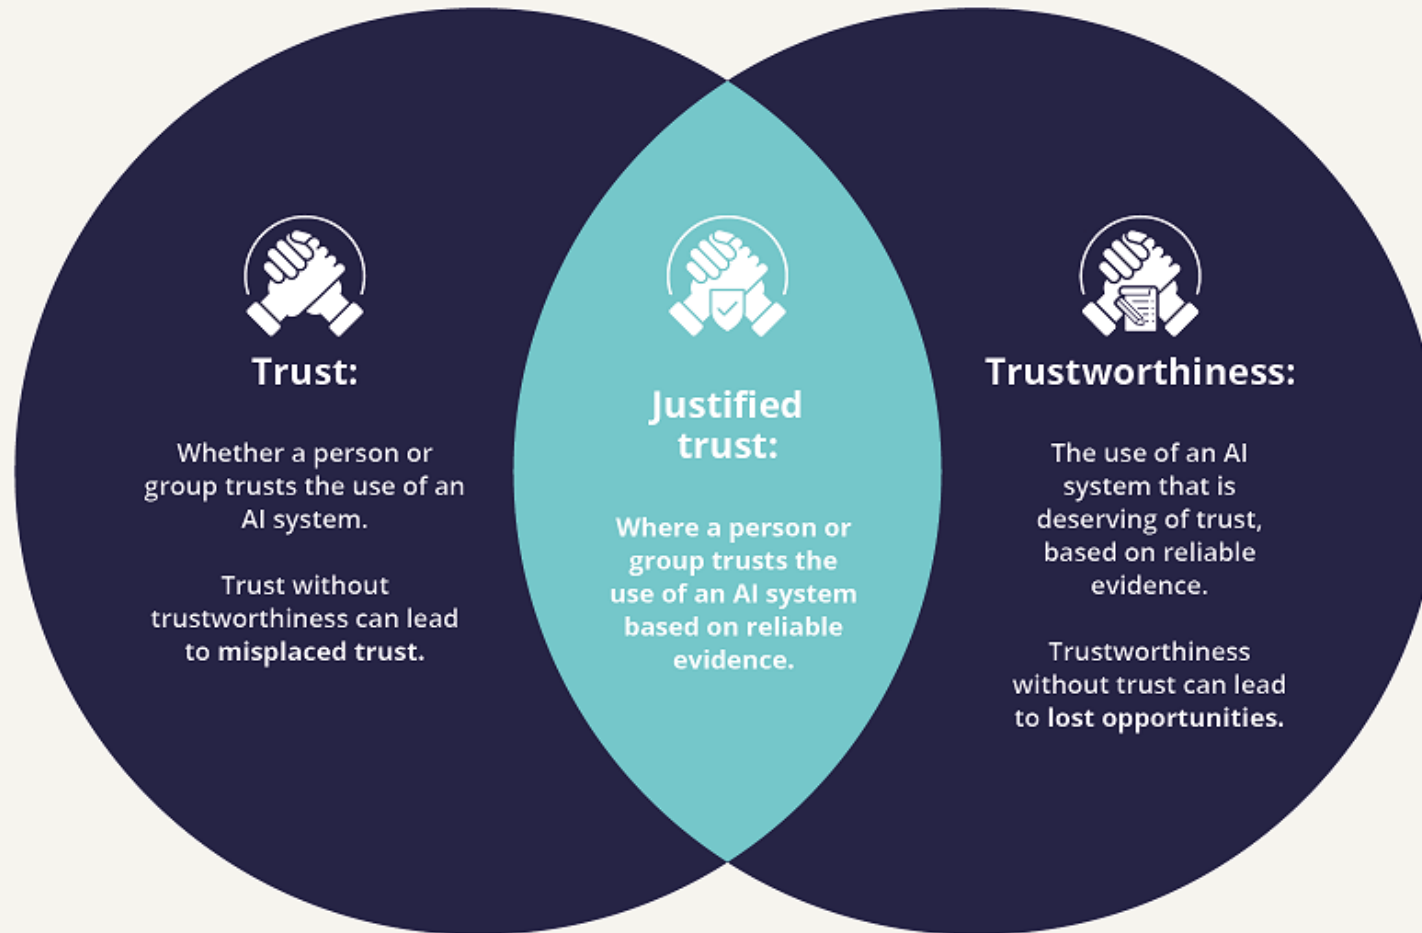 Trust:
Whether a person or
group trusts the use of an
AI system.
Trust without
trustworthiness can lead
to misplaced trust.
Justified
trust:
Where a person or
group trusts the
use of an AI system
based on reliable
evidence.
Trustworthiness:
The use of an AI
system that is
deserving of trust,
based on reliable
evidence.
Trustworthiness
without trust can lead
to lost opportunities.